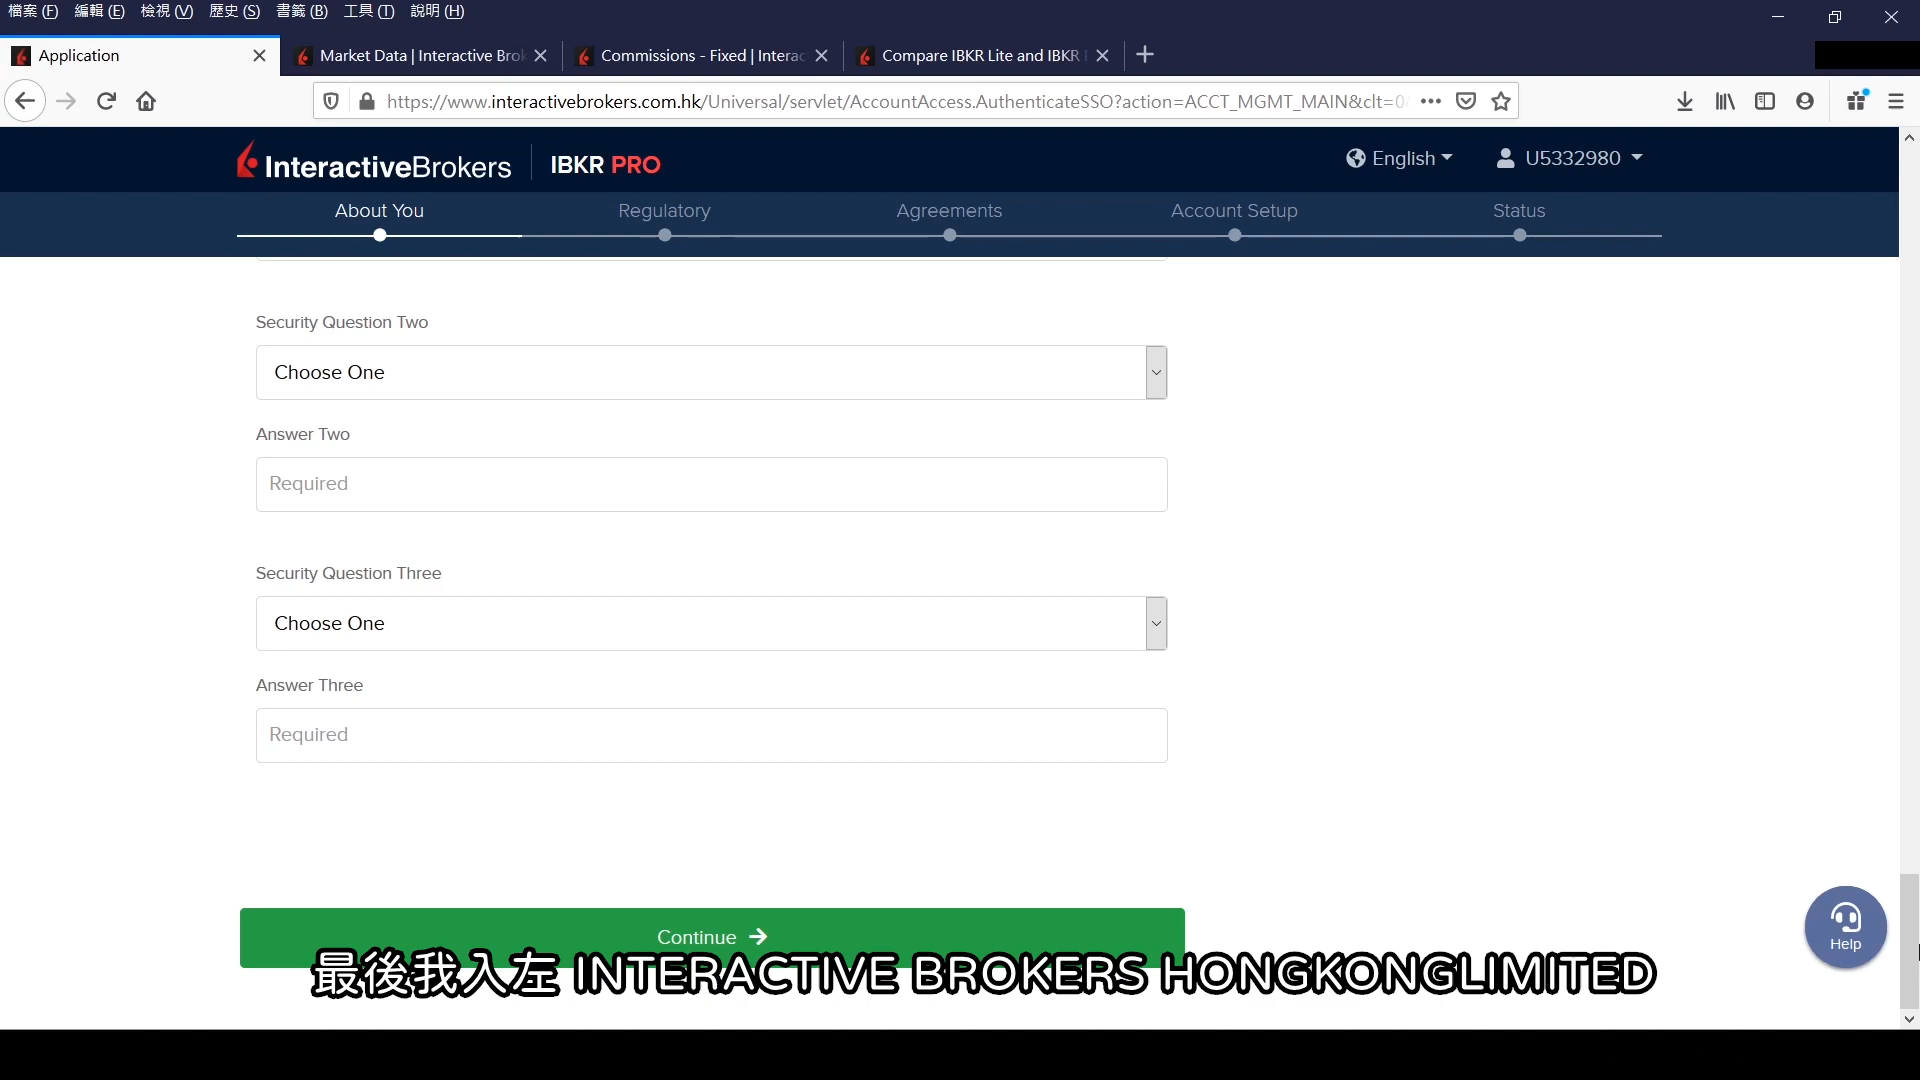 檔案 (F) 編輯 (E) 檢視 (V) 歷史 (S) 書籤 (B) 工具 (T) 說明 (H)
Application Market Data | Interactive Brok Commissions - Fixed | Interac Compare IBKR Lite and IBKR
https://www.interactivebrokers.com.hk/Universal/servlet/AccountAccess.AuthenticateSSO?action=ACCT_MGMT_MAIN&clt=0
InteractiveBrokers IBKR PRO English U5332980
About You Regulatory Agreements Account Setup Status
Security Question Two
Choose One
Answer Two
Required
Security Question Three
Choose One
Answer Three
Required
Continue
Help
最後我入左 INTERACTIVE BROKERS HONGKONGLIMITED